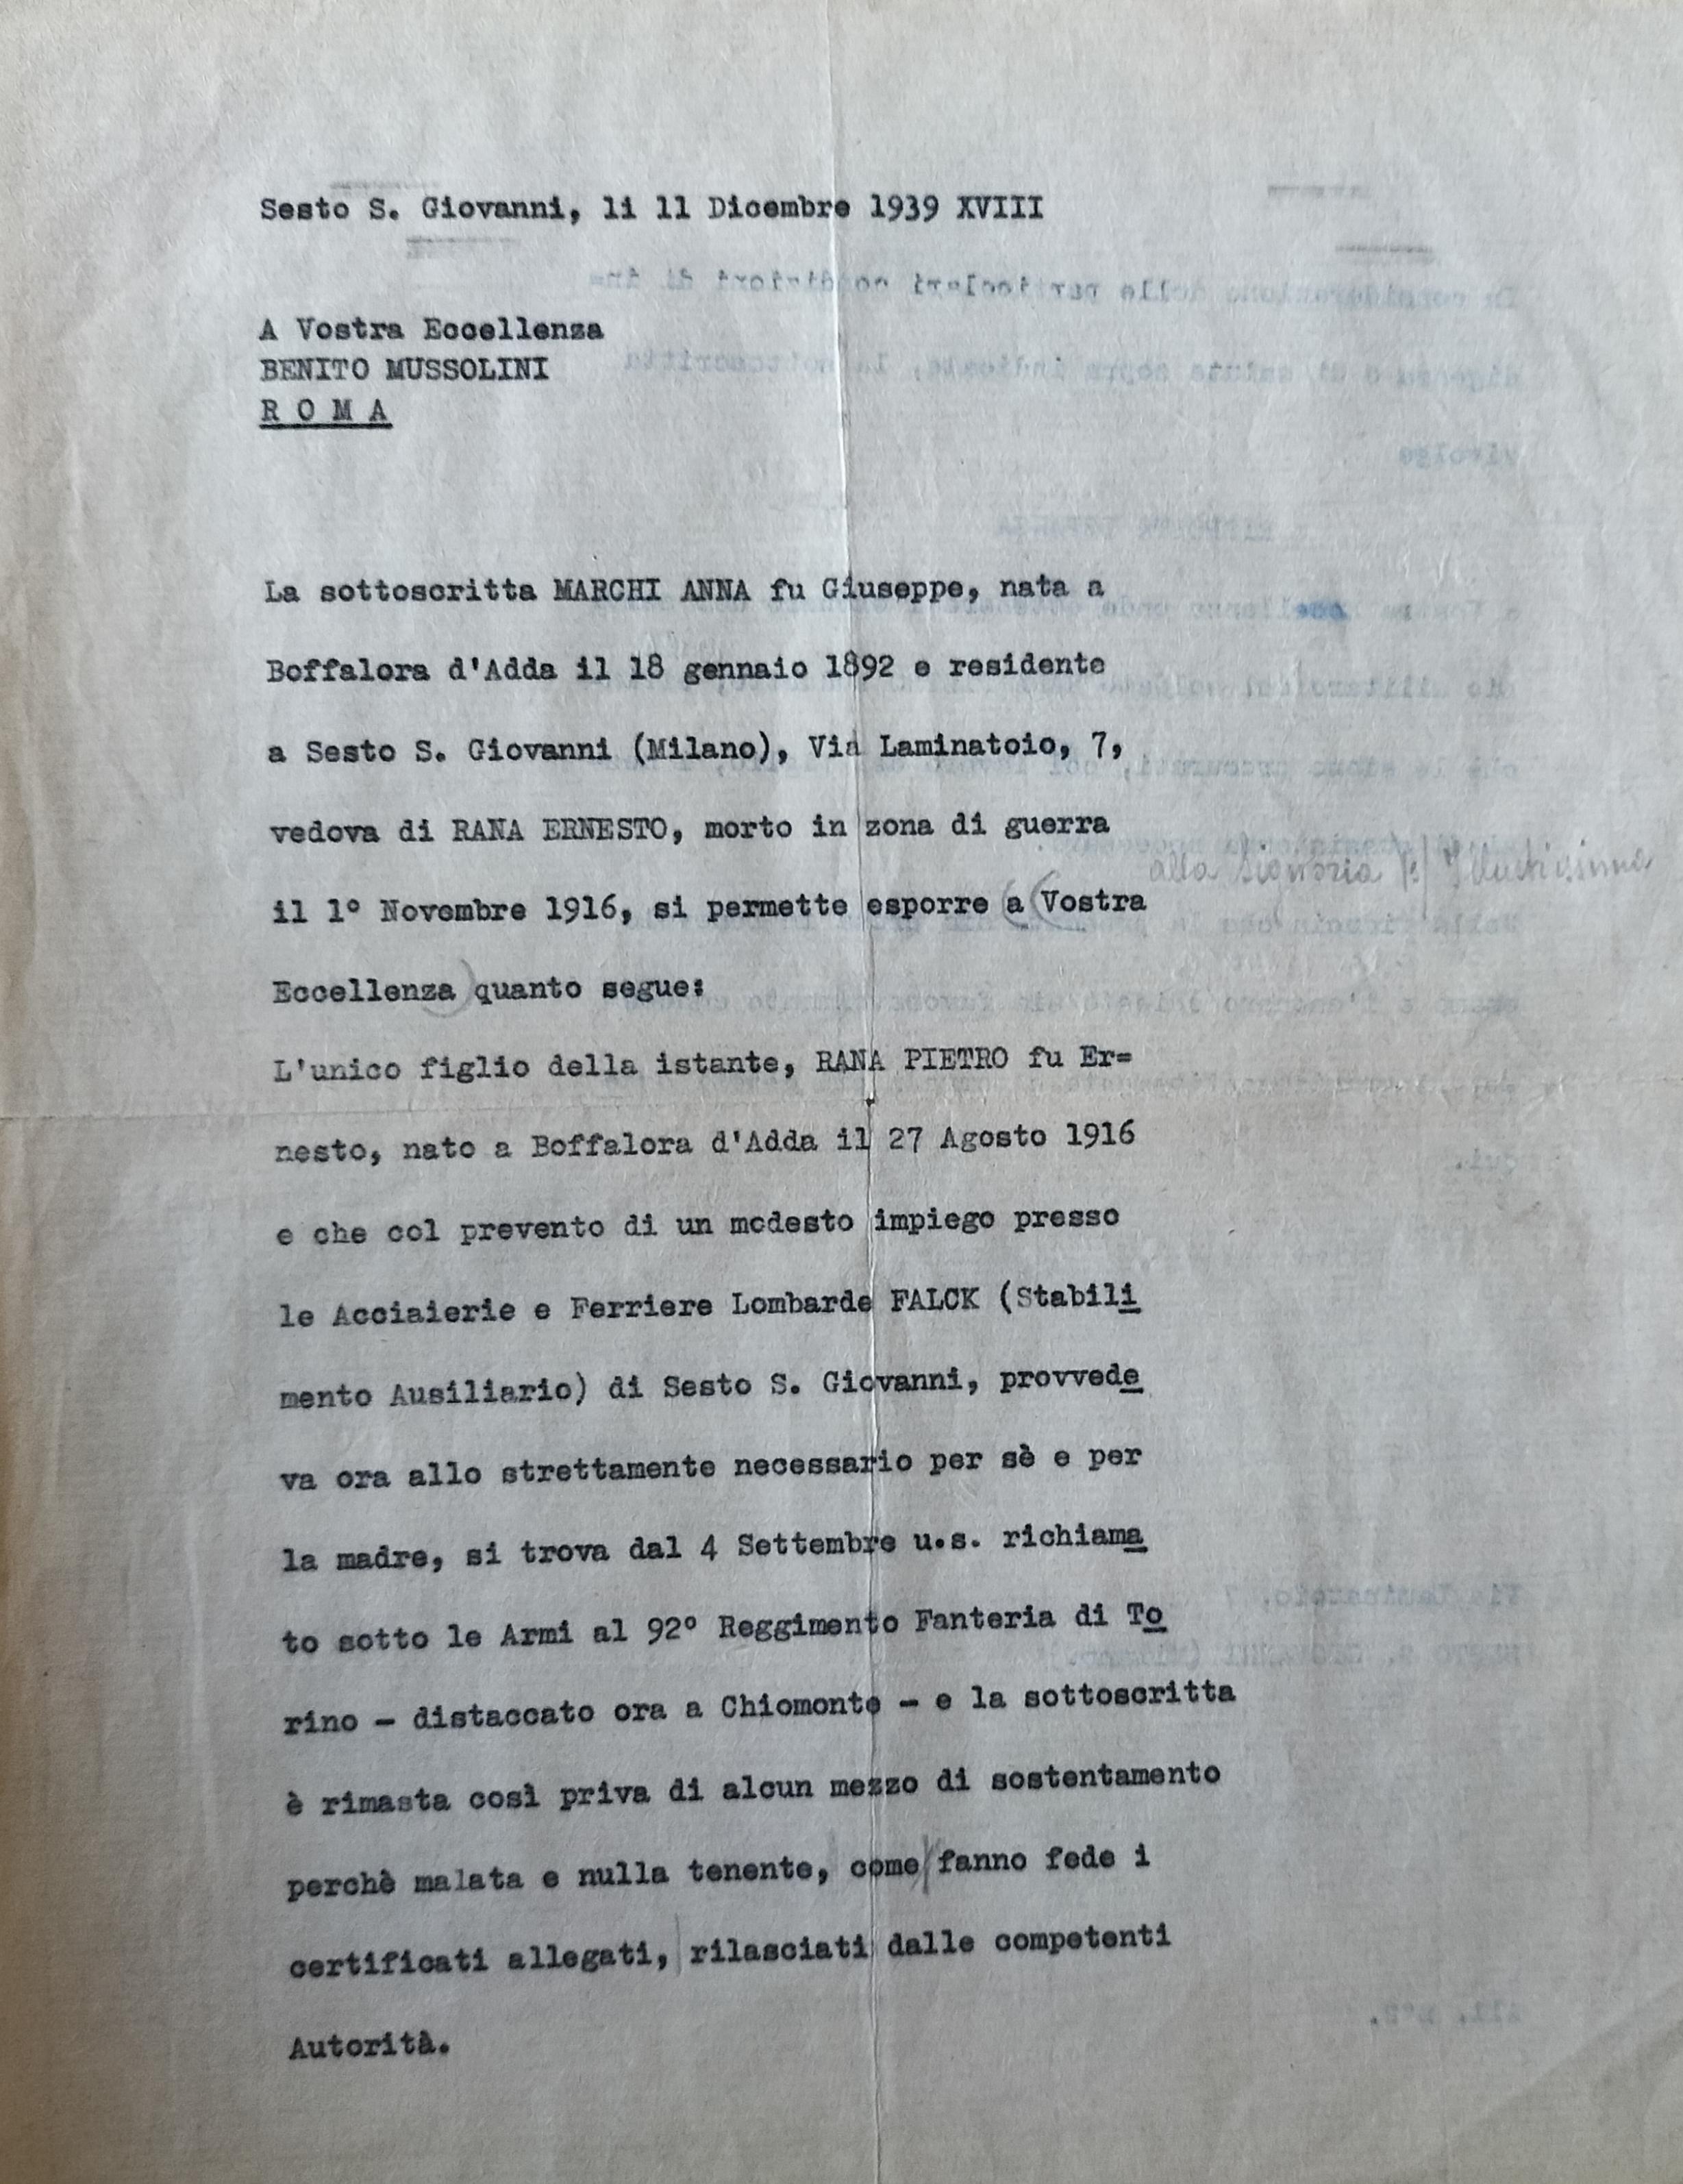 Sesto S. Giovanni, li 11 Dicembre 1939 XVIII
A Vostra Eccellenza
BENITO MUSSOLINI
R O M A
La sottoscritta MARCHI ANNA fu Giuseppe, nata a
Boffalora d'Adda il 18 gennaio 1892 e residente
a Sesto S. Giovanni (Milano), Via Laminatoio, 7,
vedova di RANA ERNESTO, morto in zona di guerra
alla Signoria Illustrissima
il 1° Novembre 1916, si permette esporre a Vostra
Eccellenza quanto segue:
L'unico figlio della istante, RANA PIETRO fu Er=
nesto, nato a Boffalora d'Adda il 27 Agosto 1916
e che col prevento di un modesto impiego presso
le Acciaierie e Ferriere Lombarde FALCK (Stabili
mento Ausiliario) di Sesto S. Giovanni, provvede
va ora allo strettamente necessario per sè e per
la madre, si trova dal 4 Settembre u.s. richiama
to sotto le Armi al 92° Reggimento Fanteria di To
rino - distaccato ora a Chiomonte - e la sottoscritta
è rimasta così priva di alcun mezzo di sostentamento
perchè malata e nulla tenente, come fanno fede i
certificati allegati, rilasciati dalle competenti
Autorità.